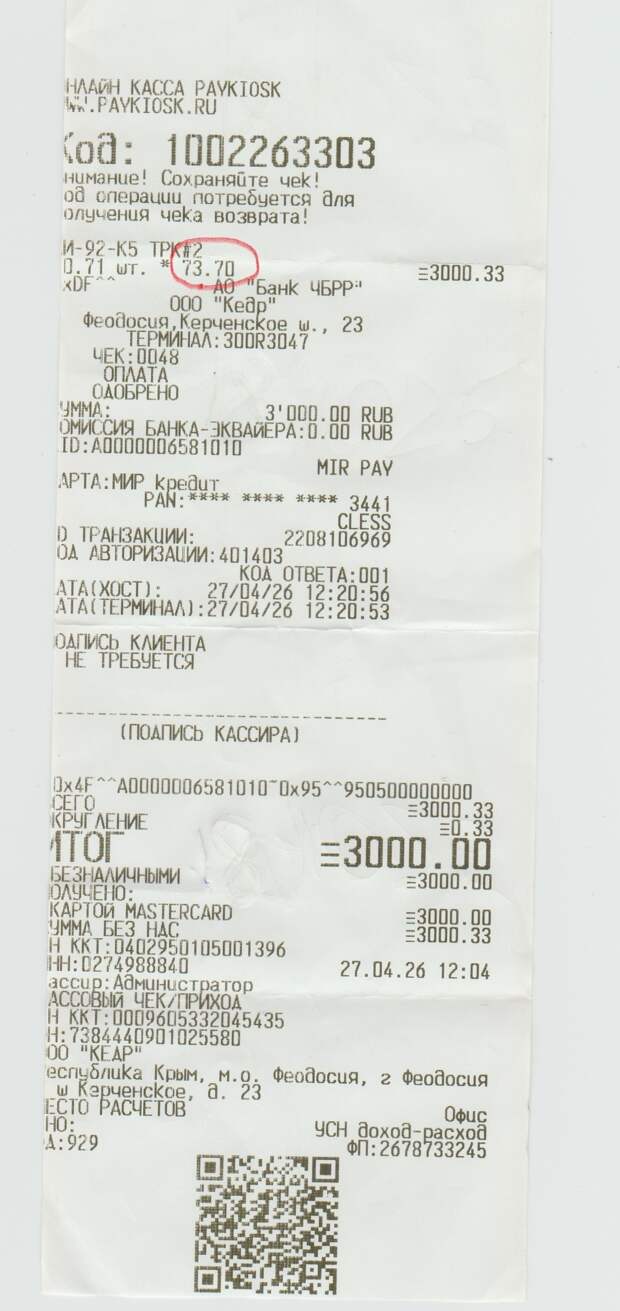 НЛАЙН КАССА PAYKIOSK
WW.PAYKIOSK.RU
Код: 1002263303
нимание! Сохраняйте чек!
од операции потребуется для
олучения чека возврата!
И-92-К5 ТРК#2
0.71 шт. * 73.70 ≡3000.33
xDF^^ АО "Банк ЧБРР"
ООО "Кедр"
Феодосия,Керченское ш., 23
ТЕРМИНАЛ:300R3047
ЧЕК:0048
ОПЛАТА
ОДОБРЕНО
УММА: 3'000.00 RUB
ОМИССИЯ БАНКА-ЭКВАЙЕРА:0.00 RUB
ID:A0000006581010
MIR PAY
АРТА:МИР кредит
PAN:**** **** **** 3441
CLESS
D ТРАНЗАКЦИИ: 2208106969
ОД АВТОРИЗАЦИИ:401403
КОД ОТВЕТА:001
АТА(ХОСТ): 27/04/26 12:20:56
АТА(ТЕРМИНАЛ):27/04/26 12:20:53
ОДПИСЬ КЛИЕНТА
НЕ ТРЕБУЕТСЯ
--------------------------------
(ПОДПИСЬ КАССИРА)
0x4F^^A0000006581010~0x95^^950500000000
СЕГО ≡3000.33
КРУГЛЕНИЕ ≡0.33
ИТОГ ≡3000.00
БЕЗНАЛИЧНЫМИ ≡3000.00
ОЛУЧЕНО:
КАРТОЙ MASTERCARD ≡3000.00
УММА БЕЗ НДС ≡3000.33
Н ККТ:0402950105001396
НН:0274988840 27.04.26 12:04
ассир:Администратор
АССОВЫЙ ЧЕК/ПРИХОД
Н ККТ:0009605332045435
Н:7384440901025580
ОО "КЕДР"
еспублика Крым, м.о. Феодосия, г Феодосия
ш Керченское, д. 23
ЕСТО РАСЧЕТОВ Офис
НО: УСН доход-расход
Д:929 ФП:2678733245